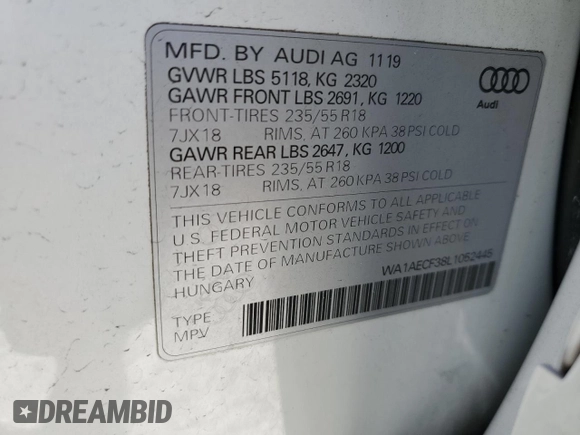 MFD. BY AUDI AG 1119
GVWR LBS 5118, KG 2320
GAWR FRONT LBS 2691, KG 1220
FRONT-TIRES 235/55 R18
7JX18 RIMS, AT 260 KPA 38 PSI COLD
GAWR REAR LBS 2647, KG 1200
REAR-TIRES 235/55 R18
7JX18 RIMS, AT 260 KPA 38 PSI COLD
Audi
THIS VEHICLE CONFORMS TO ALL APPLICABLE
U.S. FEDERAL MOTOR VEHICLE SAFETY AND
THEFT PREVENTION STANDARDS IN EFFECT ON
THE DATE OF MANUFACTURE SHOWN ABOVE.
HUNGARY
WA1AECF38L1052445
TYPE
MPV
DREAMBID